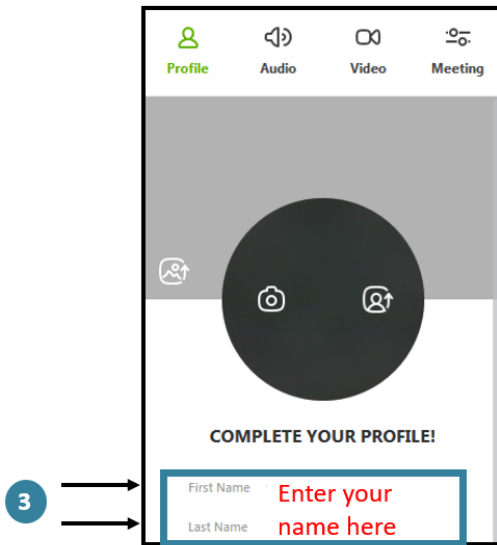 Profile Audio Video Meeting
COMPLETE YOUR PROFILE!
3
First Name Enter your
Last Name name here